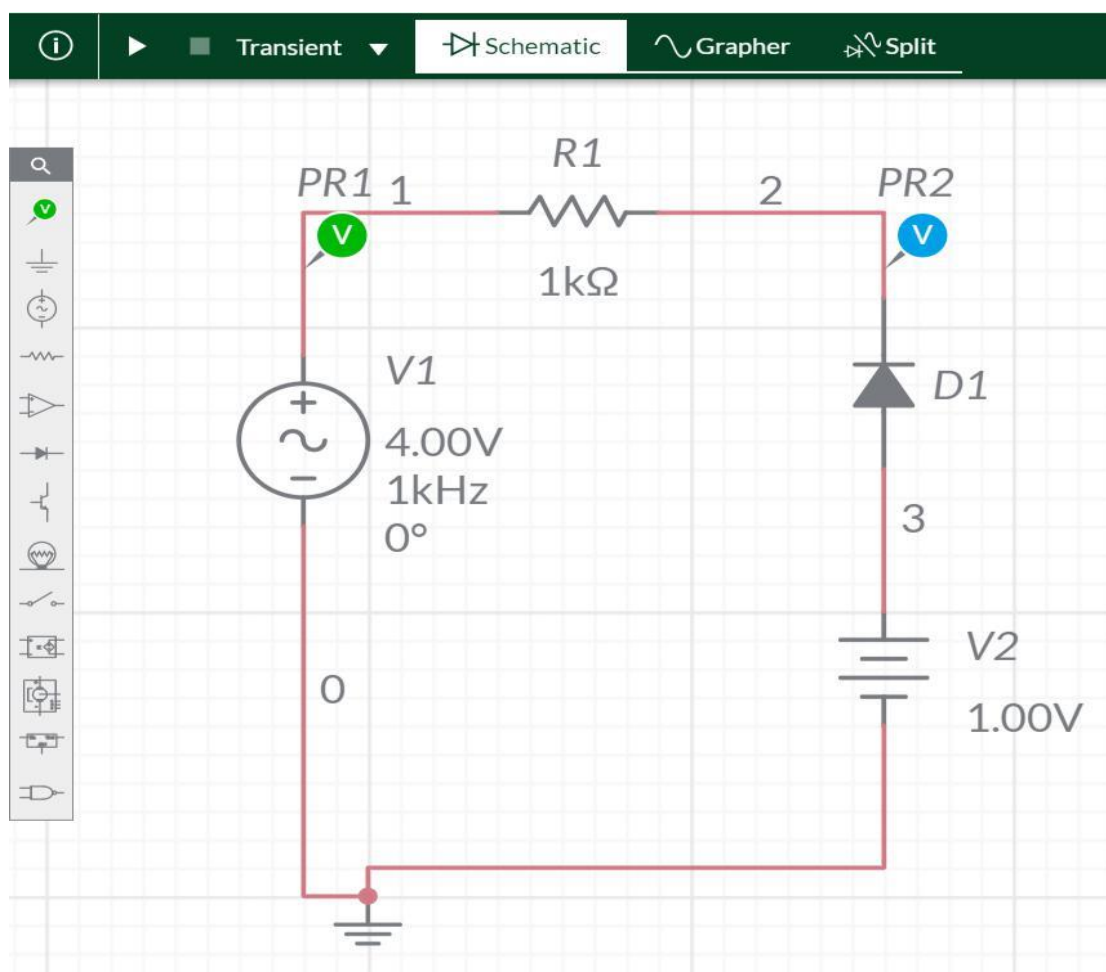 Transient Schematic Grapher Split
R1
PR1 1 2 PR2
V V V
1kΩ
V1
D1
4.00V
1kHz
0°
3
V2
0
1.00V